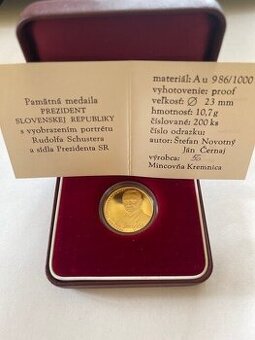 Pamätná medaila
PREZIDENT
SLOVENSKEJ REPUBLIKY
s vyobrazením portrétu
Rudolfa Schustera
a sídla Prezidenta SR
materiál: Au 986/1000
vyhotovenie: proof
veľkosť: Ø 23 mm
hmotnosť: 10,7 g
číslované: 200 ks
číslo odrazku:
autor: Štefan Novotný
Ján Černaj
výrobca:
Mincovňa Kremnica